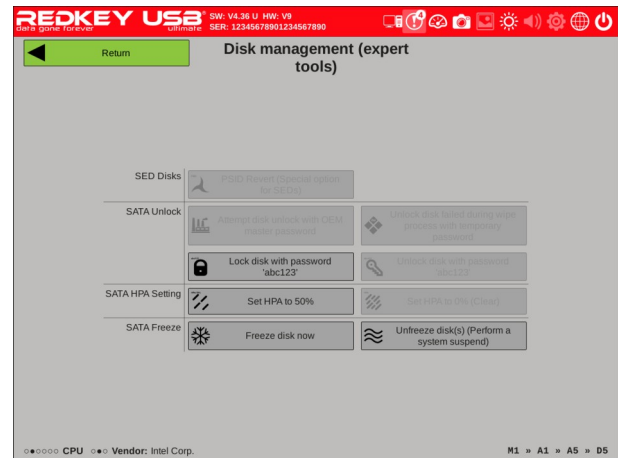 REDKEY USB
data gone forever
ultimate
SW: V4.36 U HW: V9
SER: 12345678901234567890
Return
Disk management (expert
tools)
SED Disks
PSID Revert (Special option
for SEDs)
SATA Unlock
Attempt disk unlock with OEM
master password
Unlock disk failed during wipe
process with temporary
password
Lock disk with password
'abc123'
Unlock disk with password
'abc123'
SATA HPA Setting
Set HPA to 50%
Set HPA to 0% (Clear)
SATA Freeze
Freeze disk now
Unfreeze disk(s) (Perform a
system suspend)
CPU
Vendor: Intel Corp.
M1 » A1 » A5 » D5